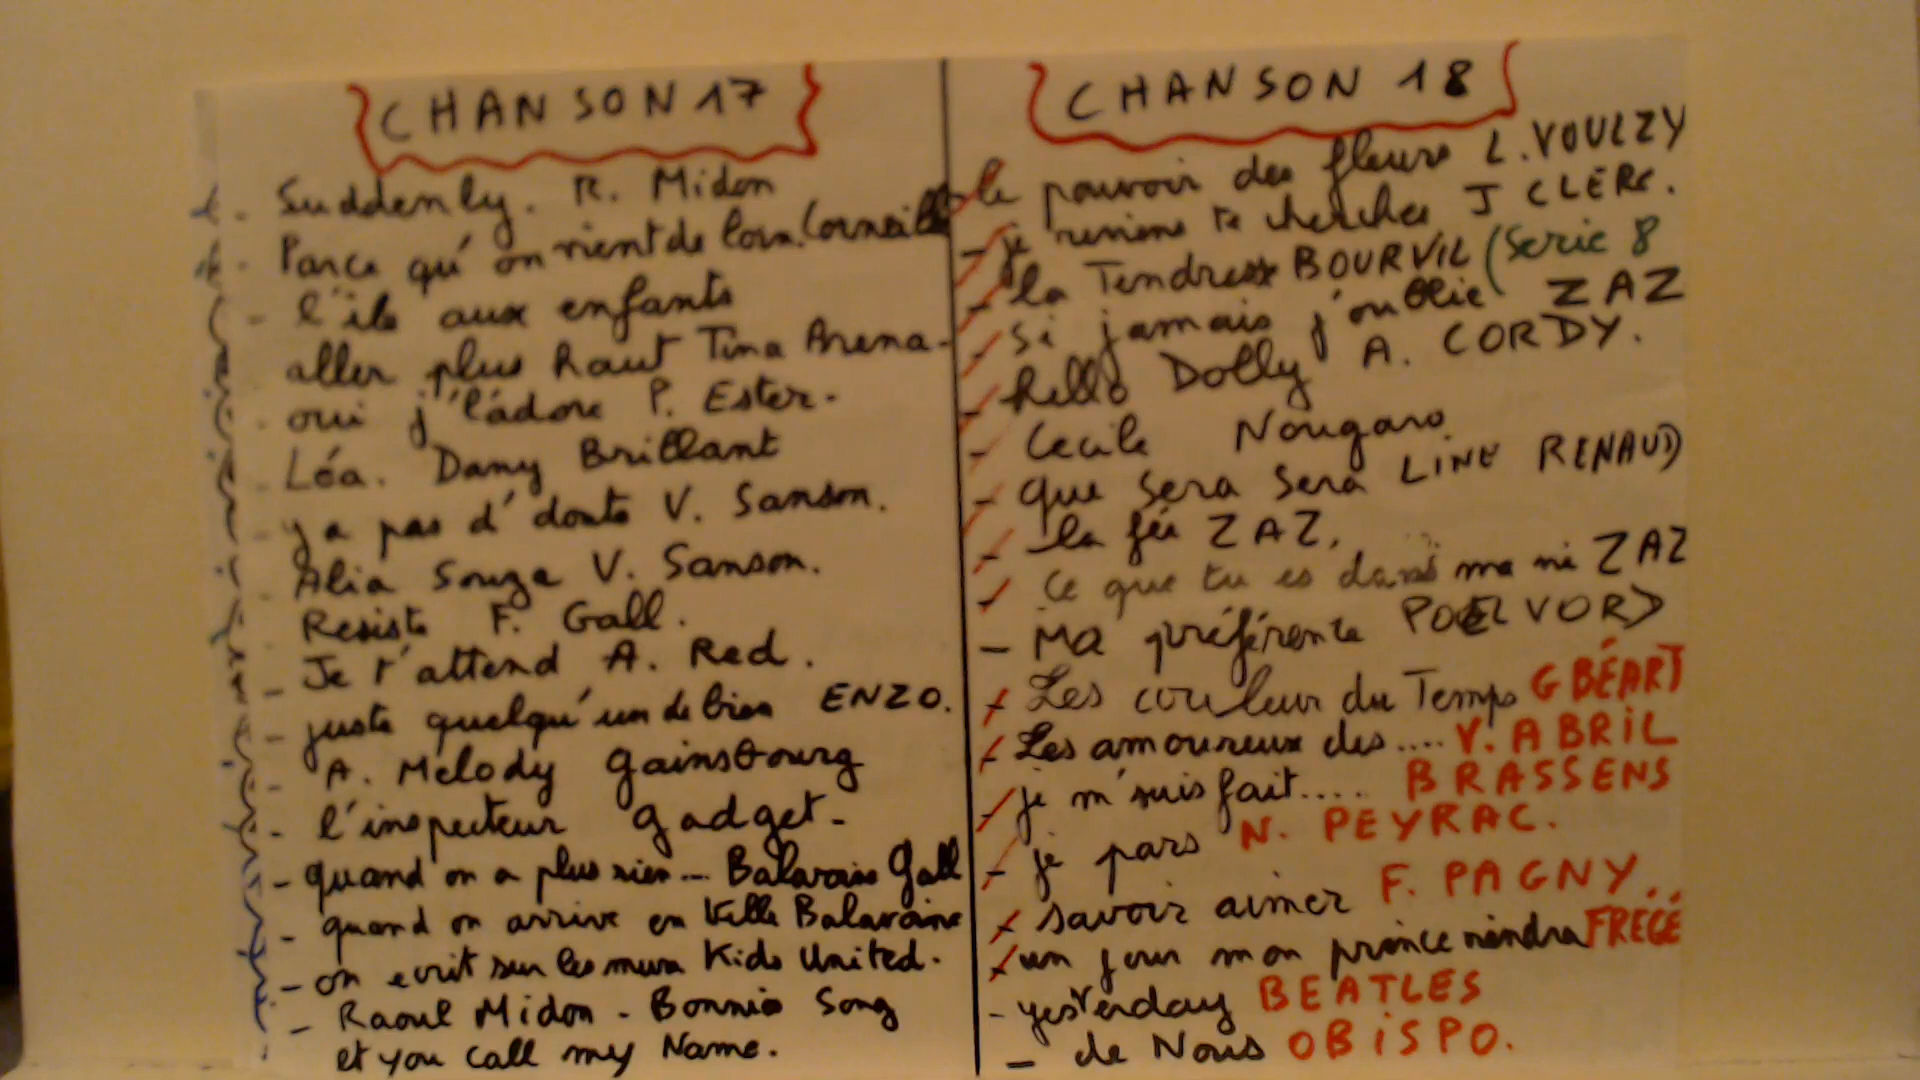 CHANSON 17
Suddenly. R. Midon
Parce qu'on vient de loin. Corneille
l'ile aux enfants
aller plus haut Tina Arena
oui j'l'adore P. Ester.
Léa. Dany Brillant
y a pas d'doute V. Sanson.
Alia Souza V. Sanson.
Resiste F. Gall.
- Je t'attend A. Red.
- juste quelqu'un de bien ENZO.
A. Melody Gainsbourg
- l'inspecteur gadget-
- quand on a plus rien... Balavoine Gall
- quand on arrive en Ville Balavoine
- on ecrit sur les murs Kids United.
- Raoul Midon - Bonnie Song
et you call my Name.
CHANSON 18
le pouvoir des fleurs L. VOULZY
- je reviens te chercher J CLERC.
- la Tendresse BOURVIL (Serie 8
- Si jamais j'oublie ZAZ
- hello Dolly A. CORDY.
- Cecile Nougaro
- que sera sera LINE RENAUD
- la fée ZAZ.
- Ce que tu es dans ma vie ZAZ
- Ma préférente POELVORD
- Les couleur du Temps G BÉART
- Les amoureux des.... V. ABRIL
- je m'suis fait..... BRASSENS
- je pars N. PEYRAC.
- savoir aimer F. PAGNY..
- un jour mon prince viendra FREGÉ
- yesterday BEATLES
- de Nous OBISPO.